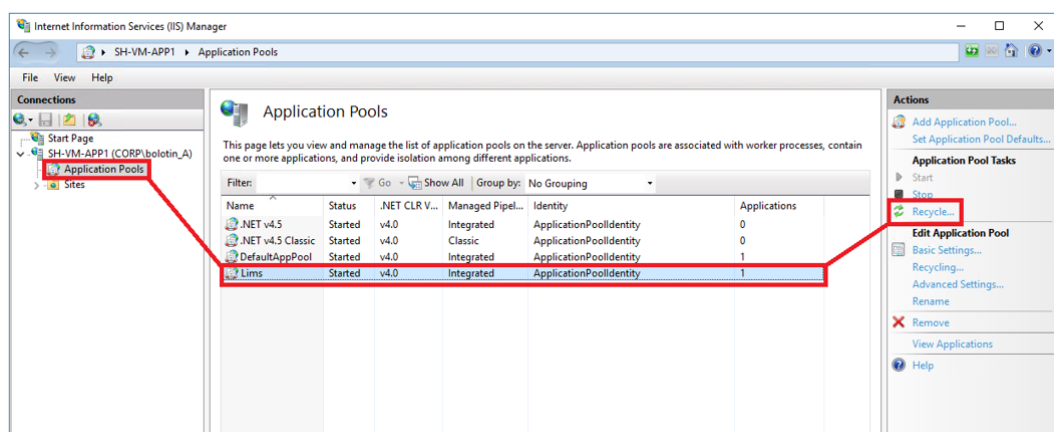 Internet Information Services (IIS) Manager
SH-VM-APP1 Application Pools
File View Help
Connections
Start Page
SH-VM-APP1 (CORP\bolotin_A)
Application Pools
Sites
Application Pools
This page lets you view and manage the list of application pools on the server. Application pools are associated with worker processes, contain
one or more applications, and provide isolation among different applications.
Filter: Go Show All Group by: No Grouping
Name Status .NET CLR V... Managed Pipel... Identity Applications
.NET v4.5 Started v4.0 Integrated ApplicationPoolIdentity 0
.NET v4.5 Classic Started v4.0 Classic ApplicationPoolIdentity 0
DefaultAppPool Started v4.0 Integrated ApplicationPoolIdentity 1
Lims Started v4.0 Integrated ApplicationPoolIdentity 1
Actions
Add Application Pool...
Set Application Pool Defaults...
Application Pool Tasks
Start
Stop
Recycle...
Edit Application Pool
Basic Settings...
Recycling...
Advanced Settings...
Rename
Remove
View Applications
Help